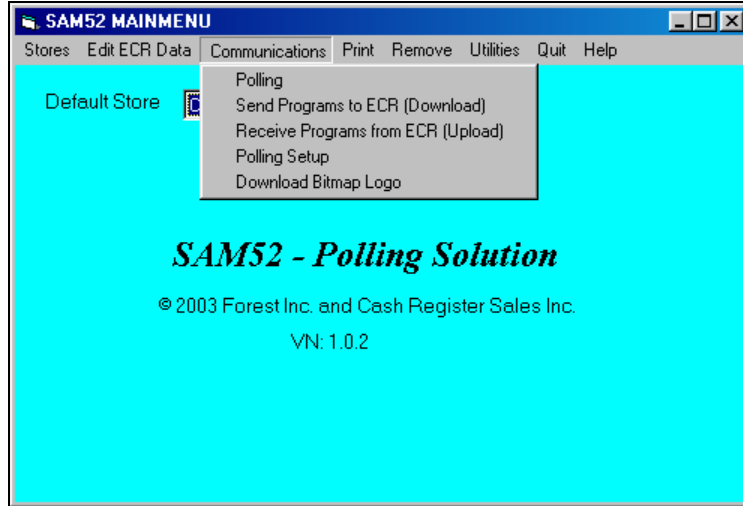 SAM52 MAINMENU
Stores Edit ECR Data Communications Print Remove Utilities Quit Help
Default Store
Polling
Send Programs to ECR (Download)
Receive Programs from ECR (Upload)
Polling Setup
Download Bitmap Logo
SAM52 - Polling Solution
© 2003 Forest Inc. and Cash Register Sales Inc.
VN: 1.0.2